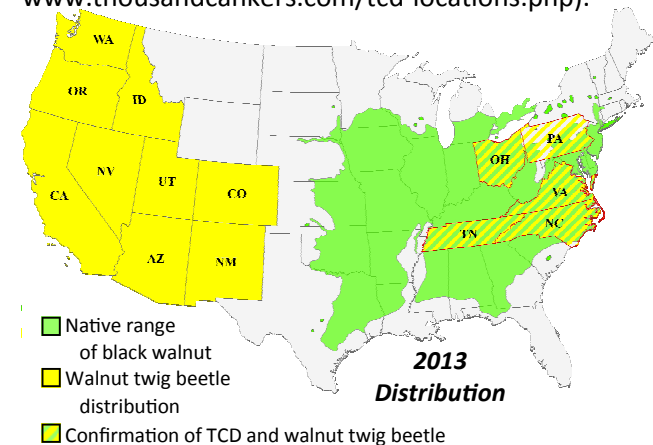 www.thousandcankers.com/tcd-locations.php).
WA
OR
ID
NV
CA
UT
CO
AZ
NM
OH
PA
VA
NC
TN
Native range
of black walnut
Walnut twig beetle
distribution
Confirmation of TCD and walnut twig beetle
2013
Distribution